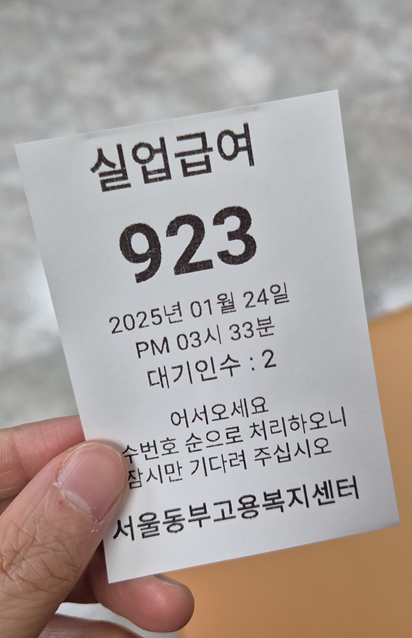 실업급여
923
2025년 01월 24일
PM 03시 33분
대기인수 : 2
어서오세요
수번호 순으로 처리하오니
잠시만 기다려 주십시오
서울동부고용복지센터